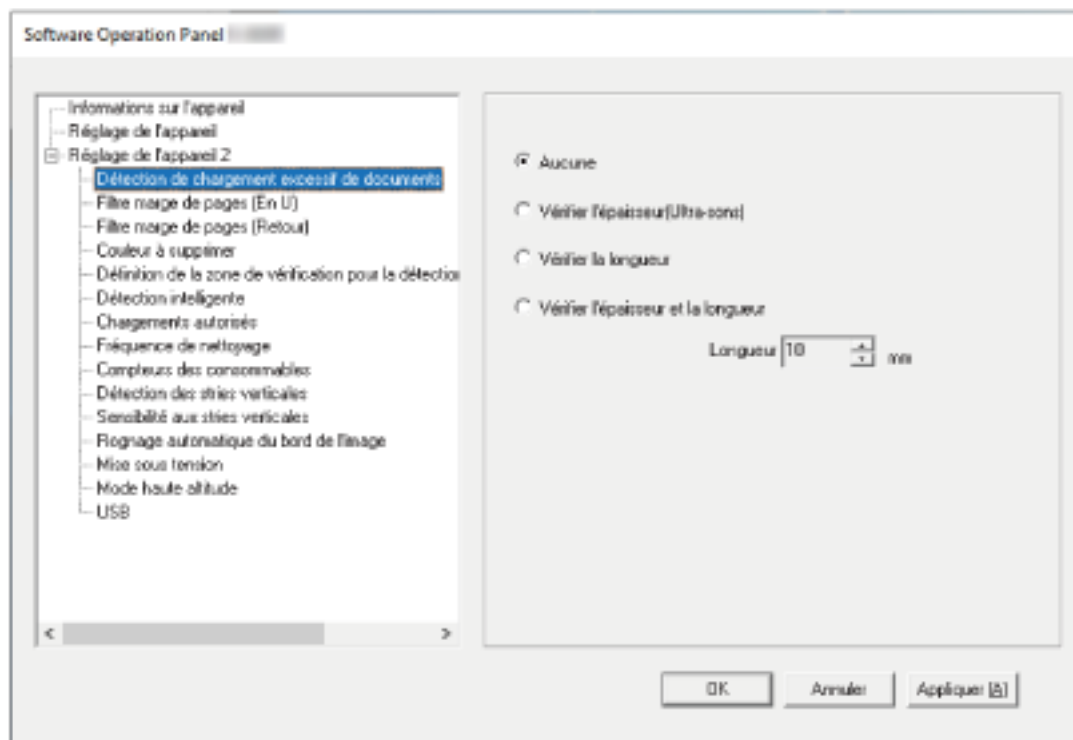 Software Operation Panel
Informations sur l'appareil
Réglage de l'appareil
Réglage de l'appareil 2
Détection de chargement excessif de documents
Filtre marge de pages (En U)
Filtre marge de pages (Retour)
Couleur à supprimer
Définition de la zone de vérification pour la détection
Détection intelligente
Chargements autorisés
Fréquence de nettoyage
Compteurs des consommables
Détection des stries verticales
Sensibilité aux stries verticales
Rognage automatique du bord de l'image
Mise sous tension
Mode haute altitude
USB
Aucune
Vérifier l'épaisseur(Ultra-sons)
Vérifier la longueur
Vérifier l'épaisseur et la longueur
Longueur 10 mm
OK Annuler Appliquer (A)